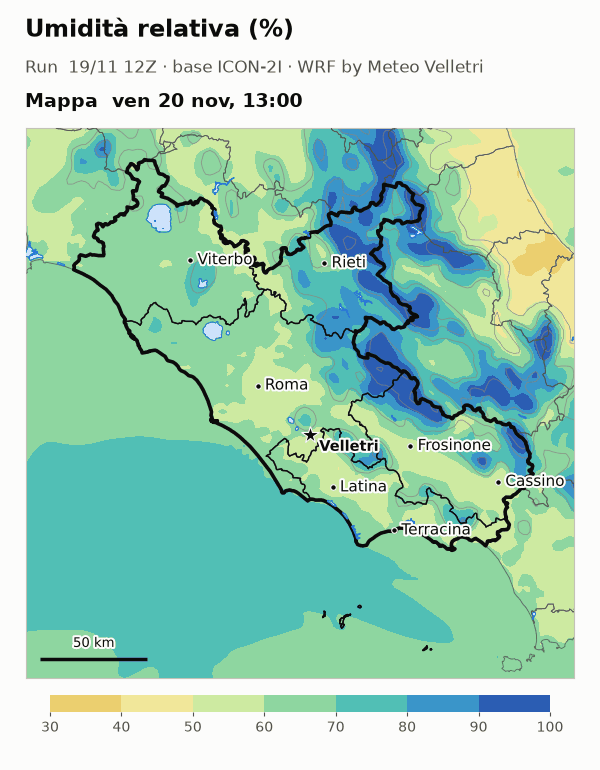 Umidità relativa (%)
Run 19/11 12Z · base ICON-2I · WRF by Meteo Velletri
Mappa ven 20 nov, 13:00
Viterbo
Rieti
Roma
Velletri
Frosinone
Cassino
Latina
Terracina
50 km
30 40 50 60 70 80 90 100